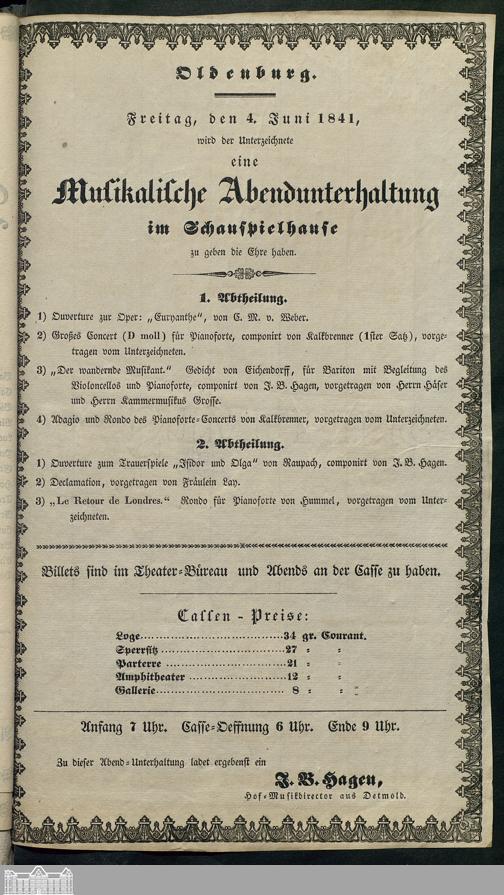 Oldenburg.
Freitag, den 4. Juni 1841,
wird der Unterzeichnete
eine
Musikalische Abendunterhaltung
im Schauspielhause
zu geben die Ehre haben.
1. Abtheilung.
1) Ouverture zur Oper: „Euryanthe“, von C. M. v. Weber.
2) Großes Concert (D moll) für Pianoforte, componirt von Kalkbrenner (1ster Satz), vorge-
tragen vom Unterzeichneten.
3) „Der wandernde Musikant.“ Gedicht von Eichendorff, für Bariton mit Begleitung des
Violoncellos und Pianoforte, componirt von J. B. Hagen, vorgetragen von Herrn Häser
und Herrn Kammermusikus Grosse.
4) Adagio und Rondo des Pianoforte-Concerts von Kalkbrenner, vorgetragen vom Unterzeichneten.
2. Abtheilung.
1) Ouverture zum Trauerspiele „Isidor und Olga“ von Raupach, componirt von J. B. Hagen.
2) Declamation, vorgetragen von Fräulein Lay.
3) „Le Retour de Londres.“ Rondo für Pianoforte von Hummel, vorgetragen vom Unter-
zeichneten.
Billets sind im Theater-Büreau und Abends an der Casse zu haben.
Cassen-Preise:
Loge 34 gr. Courant.
Sperrsitz 27 = =
Parterre 21 = =
Amphitheater 12 = =
Gallerie 8 = =
Anfang 7 Uhr. Casse-Oeffnung 6 Uhr. Ende 9 Uhr.
Zu dieser Abend-Unterhaltung ladet ergebenst ein
J. B. Hagen,
Hof-Musikdirector aus Detmold.